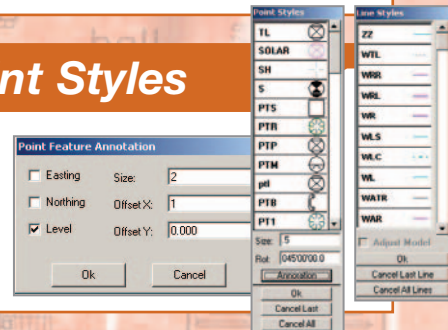 nt Styles
Point Feature Annotation
Easting
Size:
2
Northing
Offset X:
1
Level
Offset Y:
0.000
Ok
Cancel
Point Styles
TL
SOLAR
SH
S
PTS
PTR
PTP
PTM
ptl
PTB
PT1
Size:
.5
Rot:
045'00'00.0
Annotation
Ok
Cancel Last
Cancel All
Line Styles
ZZ
WTL
WRR
WRL
WR
WLS
WLC
WL
WATR
WAR
Adjust Model
Ok
Cancel Last Line
Cancel All Lines